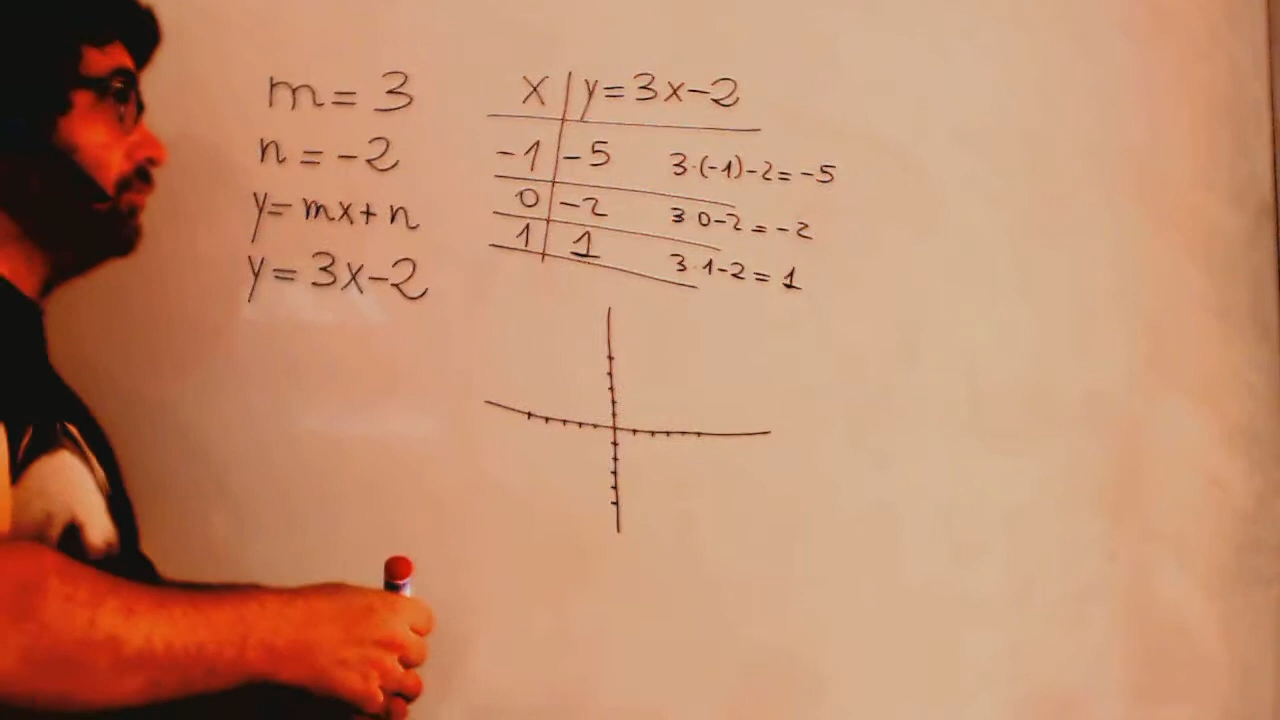 m = 3
n = -2
y = mx + n
y = 3x - 2
x | y = 3x - 2
-1 | -5 3·(-1) - 2 = -5
0 | -2 3 0 - 2 = -2
1 | 1 3·1 - 2 = 1